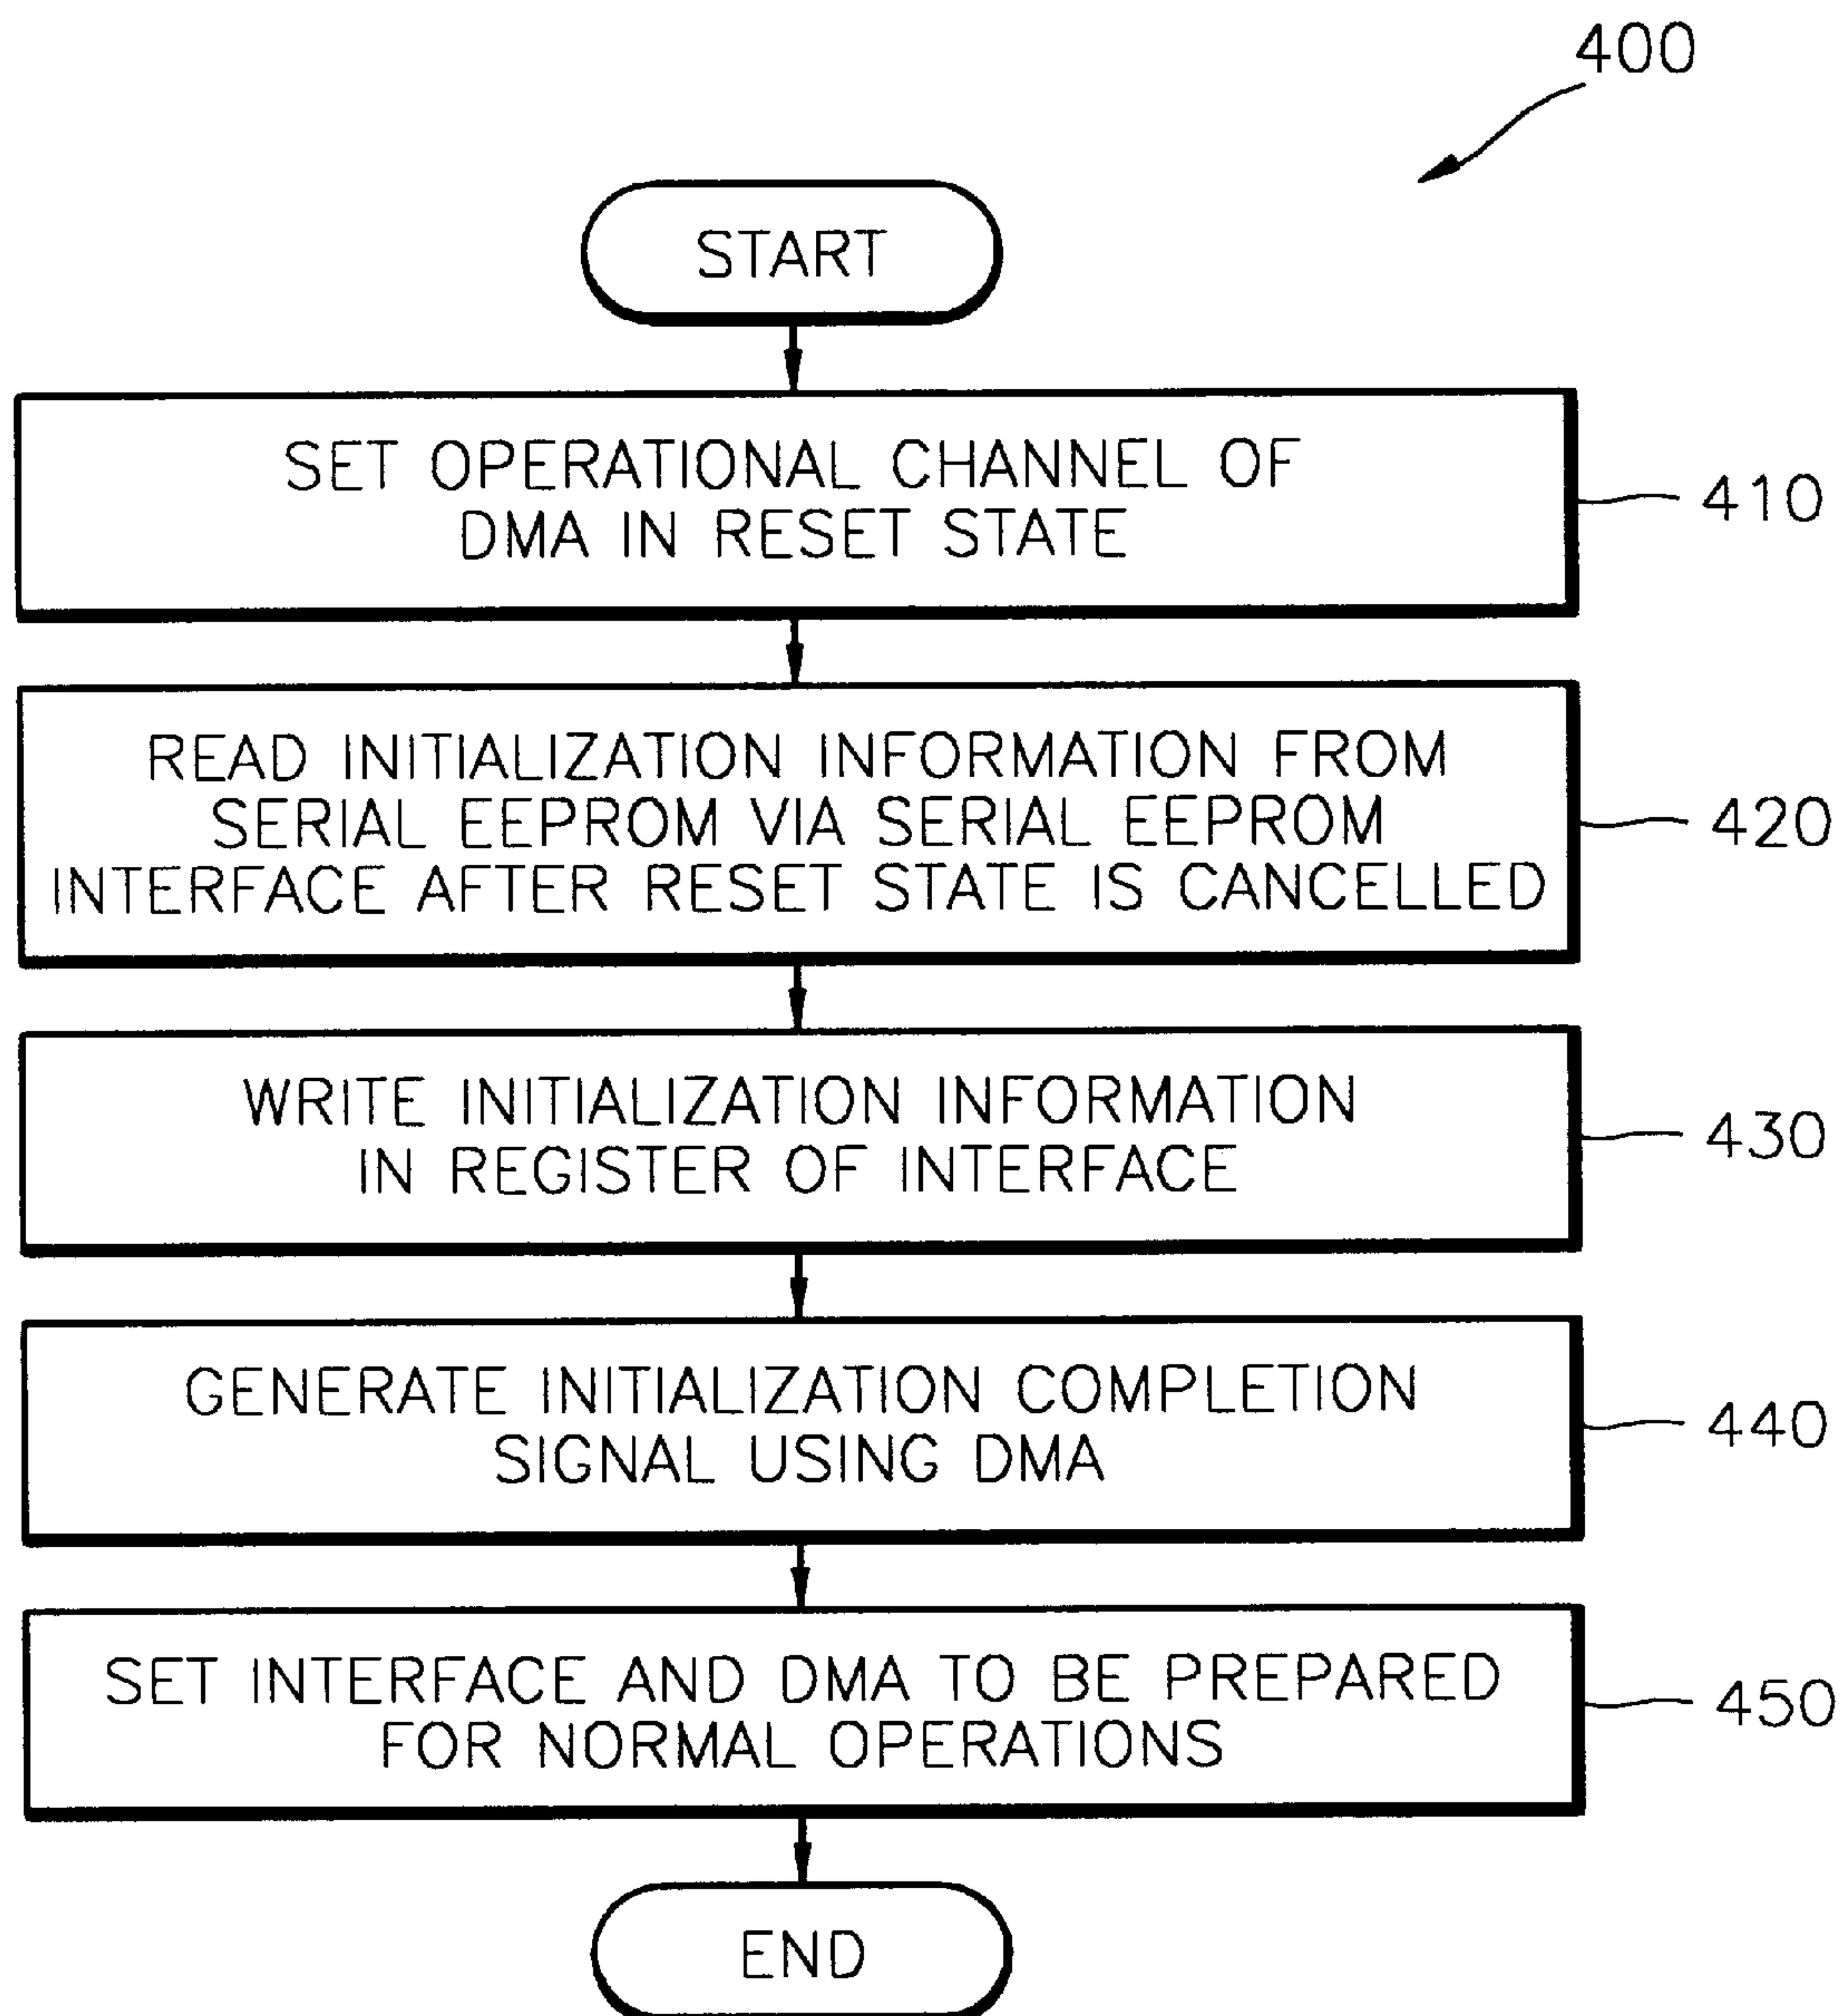 400
START
SET OPERATIONAL CHANNEL OF
DMA IN RESET STATE
410
READ INITIALIZATION INFORMATION FROM
SERIAL EEPROM VIA SERIAL EEPROM
INTERFACE AFTER RESET STATE IS CANCELLED
420
WRITE INITIALIZATION INFORMATION
IN REGISTER OF INTERFACE
430
GENERATE INITIALIZATION COMPLETION
SIGNAL USING DMA
440
SET INTERFACE AND DMA TO BE PREPARED
FOR NORMAL OPERATIONS
450
END